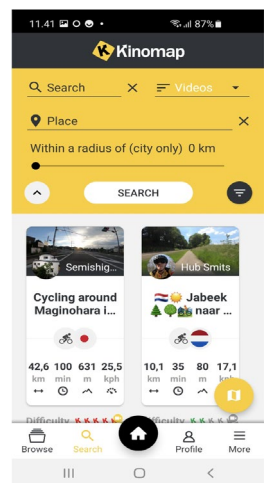 11.41 87%
Kinomap
Search Videos
Place
Within a radius of (city only) 0 km
SEARCH
Semishig... Hub Smits
Cycling around
Maginohara i...
Jabeek
naar ...
42,6 100 631 25,5
km min m kph
10,1 35 80 17,1
km min m kph
Difficulty Difficulty
Browse Search Profile More